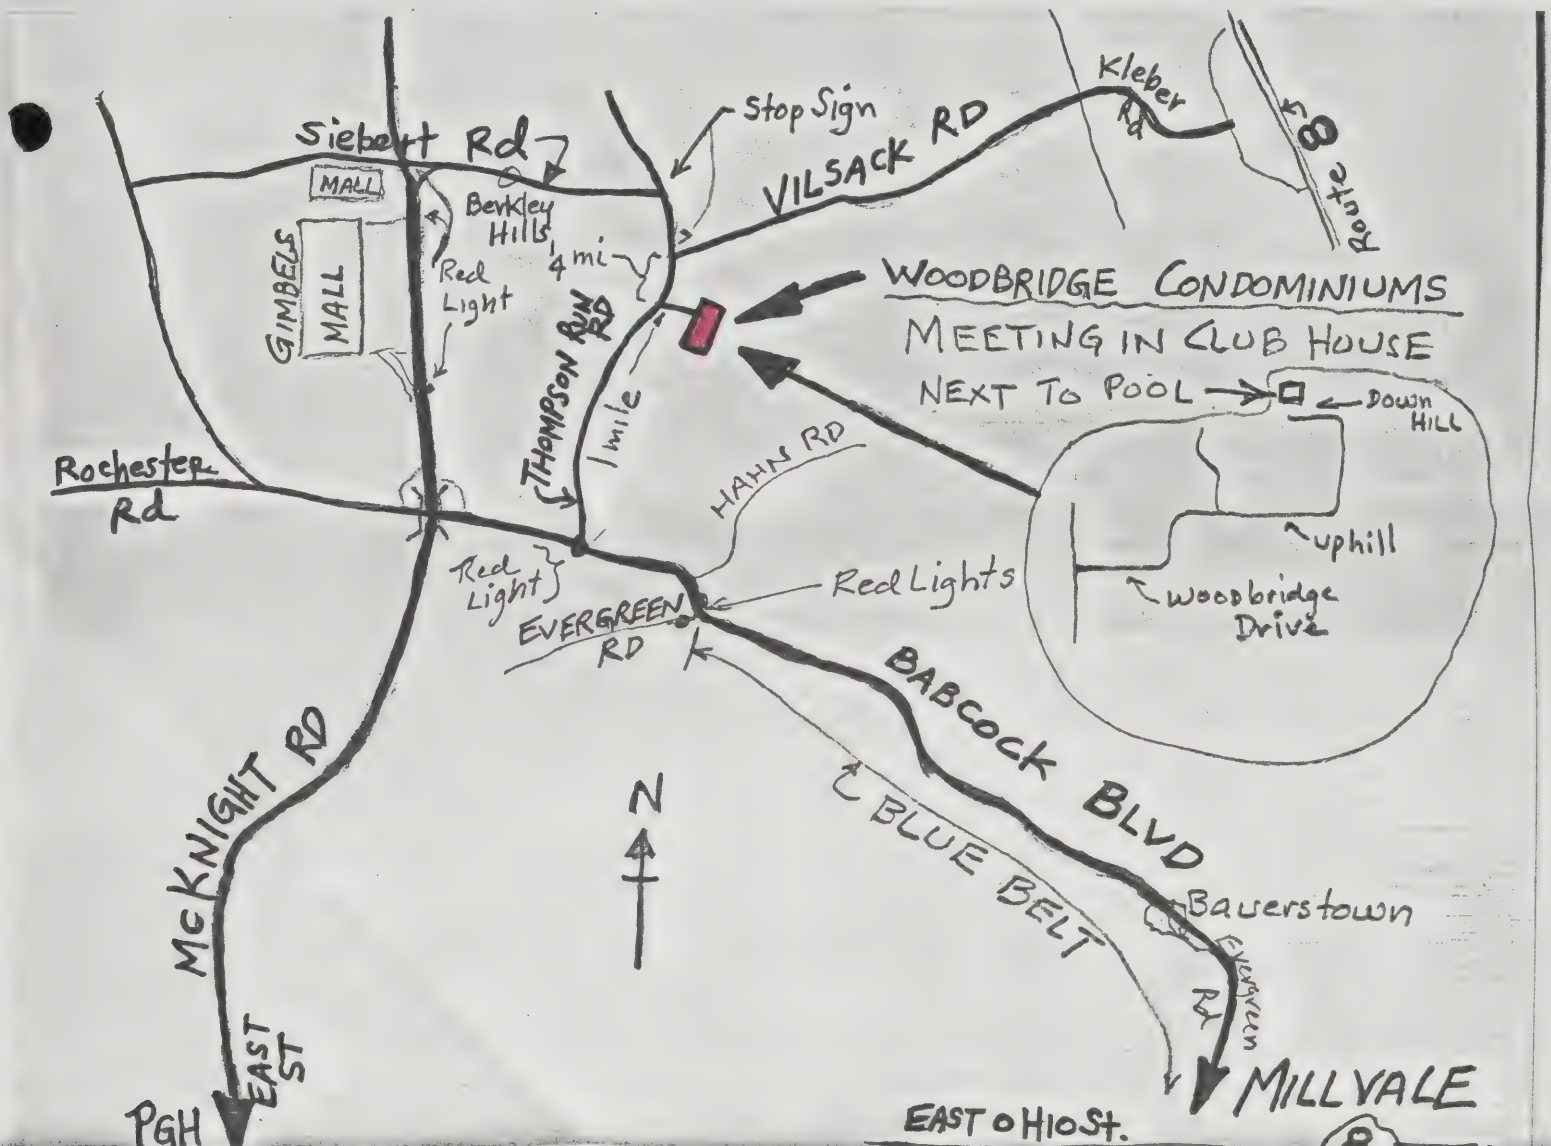 Stop Sign
Kleber
Rd
VILSACK RD
Route 8
Siebert Rd
MALL
Berkley
Hills
1/4 mi
GIMBELS
MALL
Red
Light
THOMPSON RUN
RD
1 mile
WOODBRIDGE CONDOMINIUMS
MEETING IN CLUB HOUSE
NEXT TO POOL
DOWN
HILL
HAHN RD
Rochester
Rd
uphill
Woodbridge
Drive
Red
Light
Red Lights
EVERGREEN
RD
BABCOCK BLVD
BLUE BELT
McKNIGHT RD
N
Bauerstown
Evergreen
Rd
EAST
ST
PGH
MILLVALE
EAST OHIO St.
8